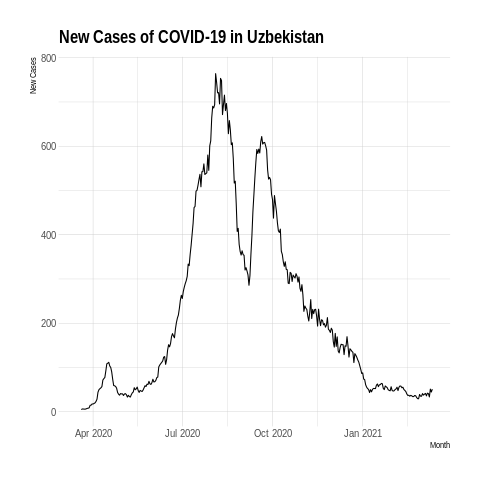 New Cases of COVID-19 in Uzbekistan
New Cases
800
600
400
200
0
Apr 2020 Jul 2020 Oct 2020 Jan 2021
Month